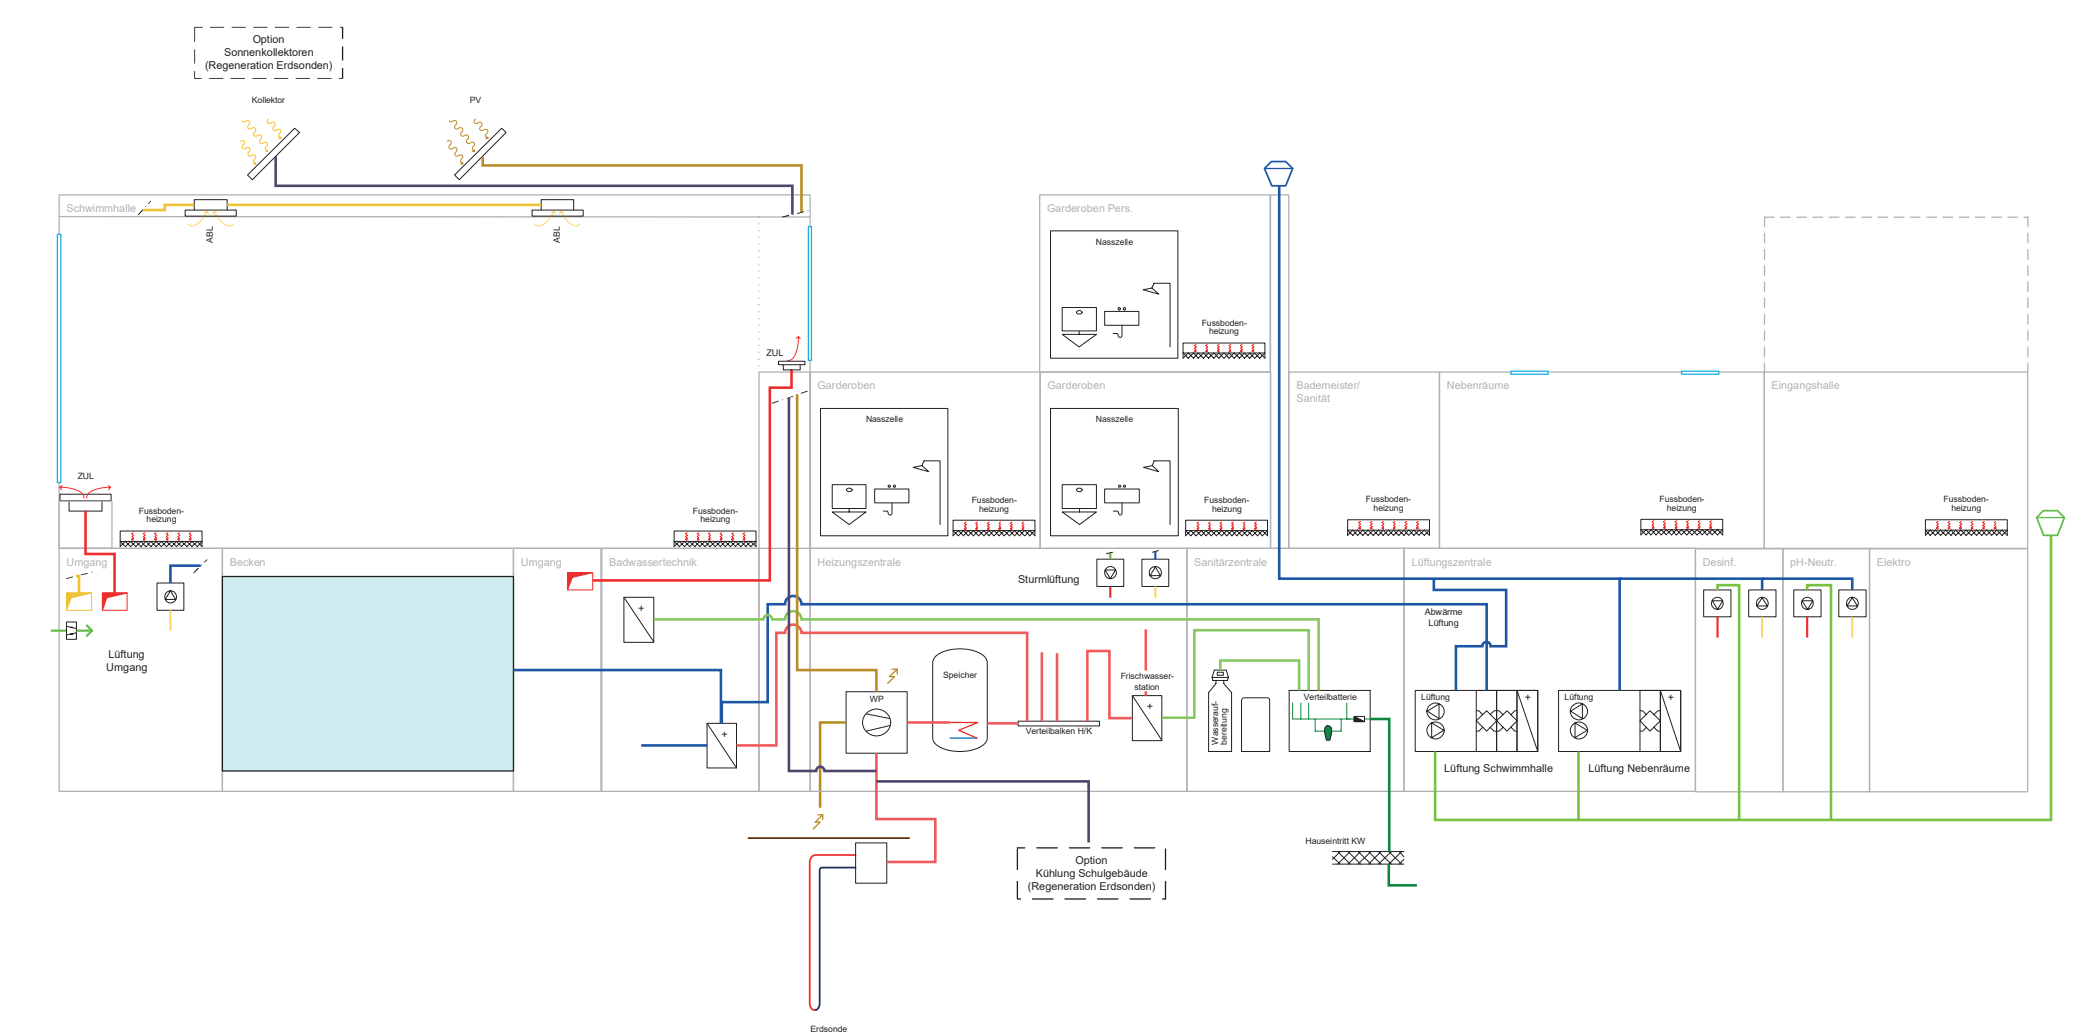 Option
Sonnenkollektoren
(Regeneration Erdsonden)
Kollektor
PV
Schwimmhalle
ABL
ABL
Garderoben Pers.
Nasszelle
Fussboden-
heizung
ZUL
Garderoben
Nasszelle
Fussboden-
heizung
Garderoben
Nasszelle
Fussboden-
heizung
Bademeister/
Sanität
Fussboden-
heizung
Nebenräume
Fussboden-
heizung
Eingangshalle
Fussboden-
heizung
ZUL
Fussboden-
heizung
Fussboden-
heizung
Umgang
Lüftung
Umgang
Becken
Umgang
Badwassertechnik
+
+
Heizungszentrale
Sturmlüftung
WP
Speicher
Verteilbalken H/K
Frischwasser-
station
+
Sanitärzentrale
Wasserauf-
bereitung
Verteilbatterie
Lüftungszentrale
Abwärme
Lüftung
Lüftung
+
Lüftung Schwimmhalle
Lüftung
+
Lüftung Nebenräume
Desinf.
pH-Neutr.
Elektro
Hauseintritt KW
Option
Kühlung Schulgebäude
(Regeneration Erdsonden)
Erdsonde